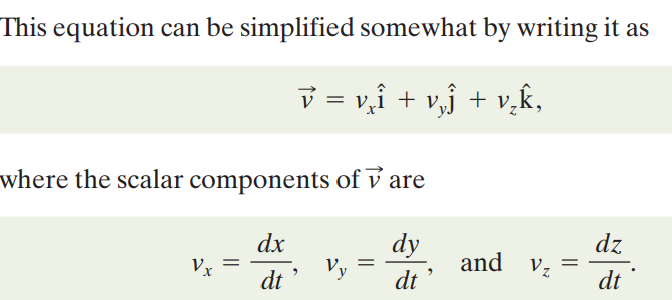 This equation can be simplified somewhat by writing it as
$\vec{v} = v_x\hat{\mathrm{i}} + v_y\hat{\mathrm{j}} + v_z\hat{\mathrm{k}},$
where the scalar components of $\vec{v}$ are
$v_x = \frac{dx}{dt}, \quad v_y = \frac{dy}{dt}, \quad \text{and} \quad v_z = \frac{dz}{dt}.$